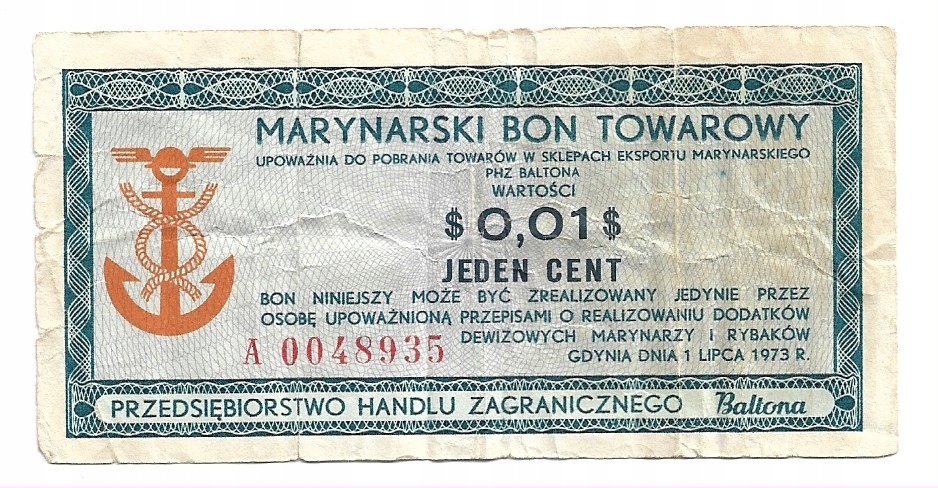 MARYNARSKI BON TOWAROWY
UPOWAŻNIA DO POBRANIA TOWARÓW W SKLEPACH EKSPORTU MARYNARSKIEGO
PHZ BALTONA
WARTOŚCI
$ 0,01 $
JEDEN CENT
BON NINIEJSZY MOŻE BYĆ ZREALIZOWANY JEDYNIE PRZEZ
OSOBĘ UPOWAŻNIONĄ PRZEPISAMI O REALIZOWANIU DODATKÓW
DEWIZOWYCH MARYNARZY I RYBAKÓW
A 0048935
GDYNIA DNIA 1 LIPCA 1973 R.
PRZEDSIĘBIORSTWO HANDLU ZAGRANICZNEGO Baltona